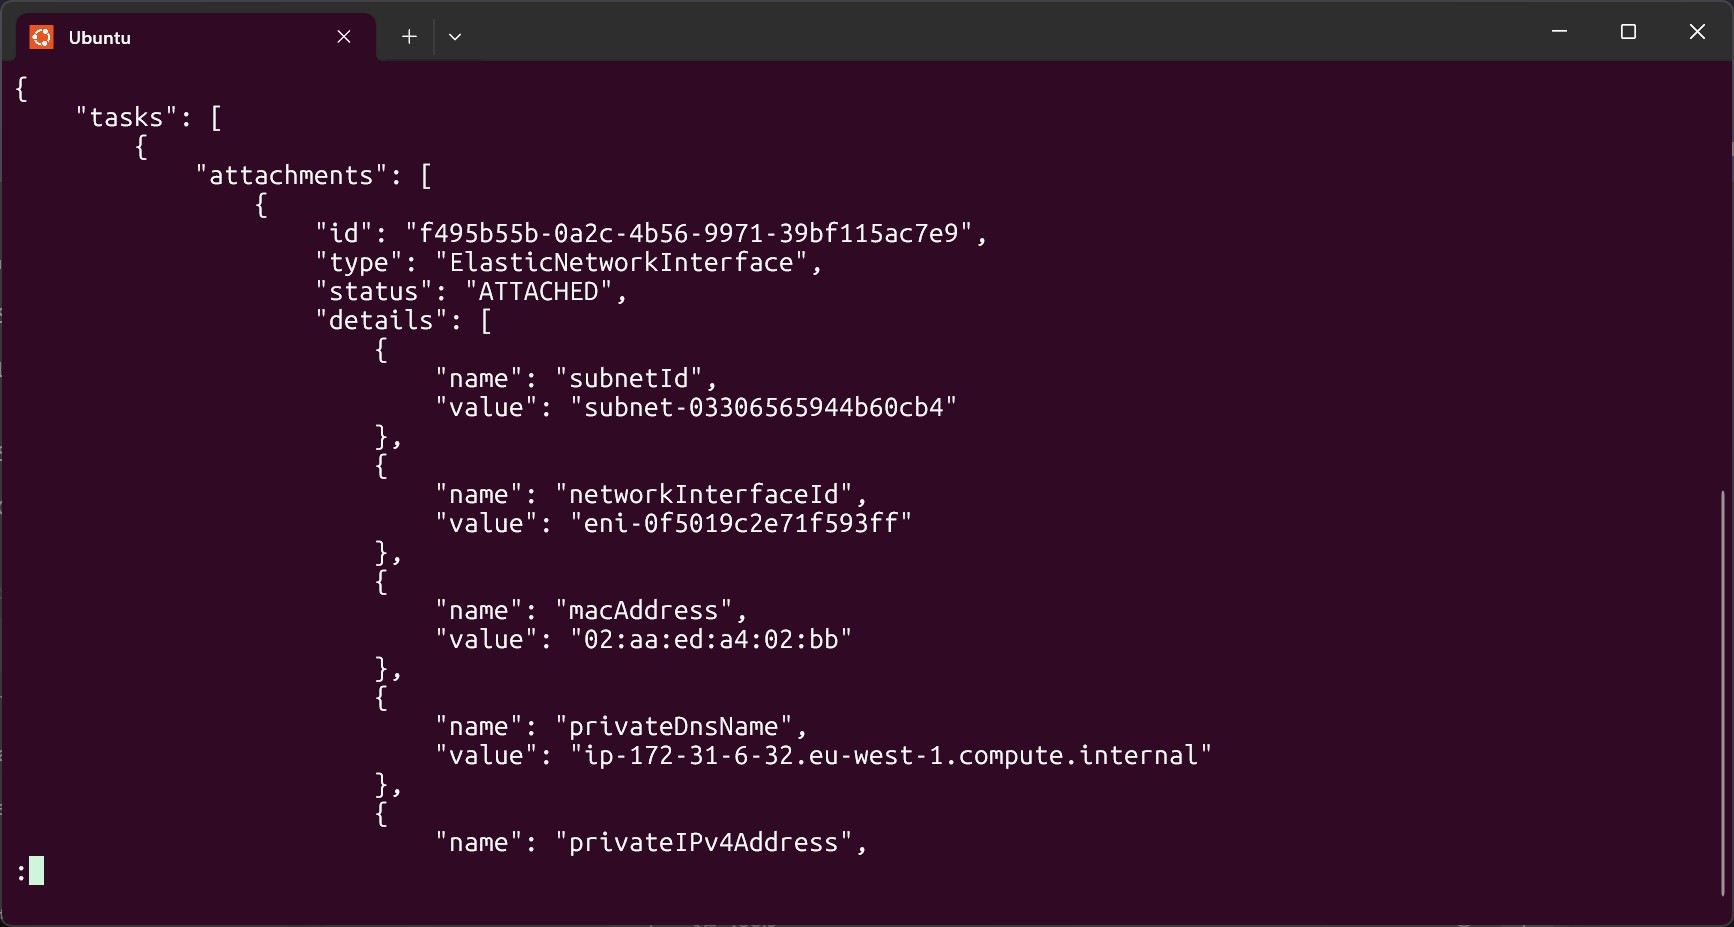 Ubuntu
{
    "tasks": [
        {
            "attachments": [
                {
                    "id": "f495b55b-0a2c-4b56-9971-39bf115ac7e9",
                    "type": "ElasticNetworkInterface",
                    "status": "ATTACHED",
                    "details": [
                        {
                            "name": "subnetId",
                            "value": "subnet-03306565944b60cb4"
                        },
                        {
                            "name": "networkInterfaceId",
                            "value": "eni-0f5019c2e71f593ff"
                        },
                        {
                            "name": "macAddress",
                            "value": "02:aa:ed:a4:02:bb"
                        },
                        {
                            "name": "privateDnsName",
                            "value": "ip-172-31-6-32.eu-west-1.compute.internal"
                        },
                        {
                            "name": "privateIPv4Address",
: